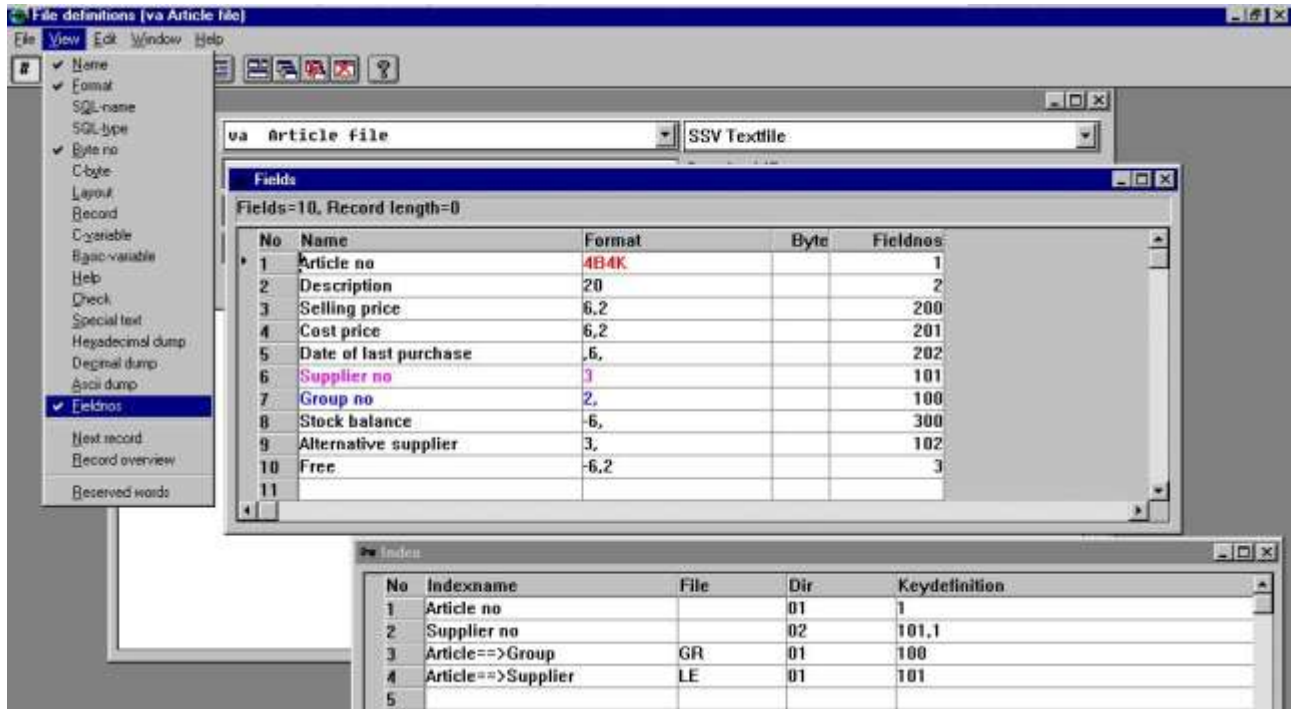 File definitions (va Article file)
File View Edit Window Help
#
Name
Format
SQL-name
SQL-type
Byte no
C-byte
Layout
Record
C-variable
Basic-variable
Help
Check
Special text
Hexadecimal dump
Decimal dump
Ascii dump
Fieldnos
Next record
Record overview
Reserved words
va Article file SSV Textfile
Fields
Fields=10, Record length=0
No Name Format Byte Fieldnos
1 Article no 4B4K 1
2 Description 20 2
3 Selling price 6,2 200
4 Cost price 6,2 201
5 Date of last purchase ,6, 202
6 Supplier no 3 101
7 Group no 2, 100
8 Stock balance -6, 300
9 Alternative supplier 3, 102
10 Free -6,2 3
11
Index
No Indexname File Dir Keydefinition
1 Article no 01 1
2 Supplier no 02 101,1
3 Article==>Group GR 01 100
4 Article==>Supplier LE 01 101
5